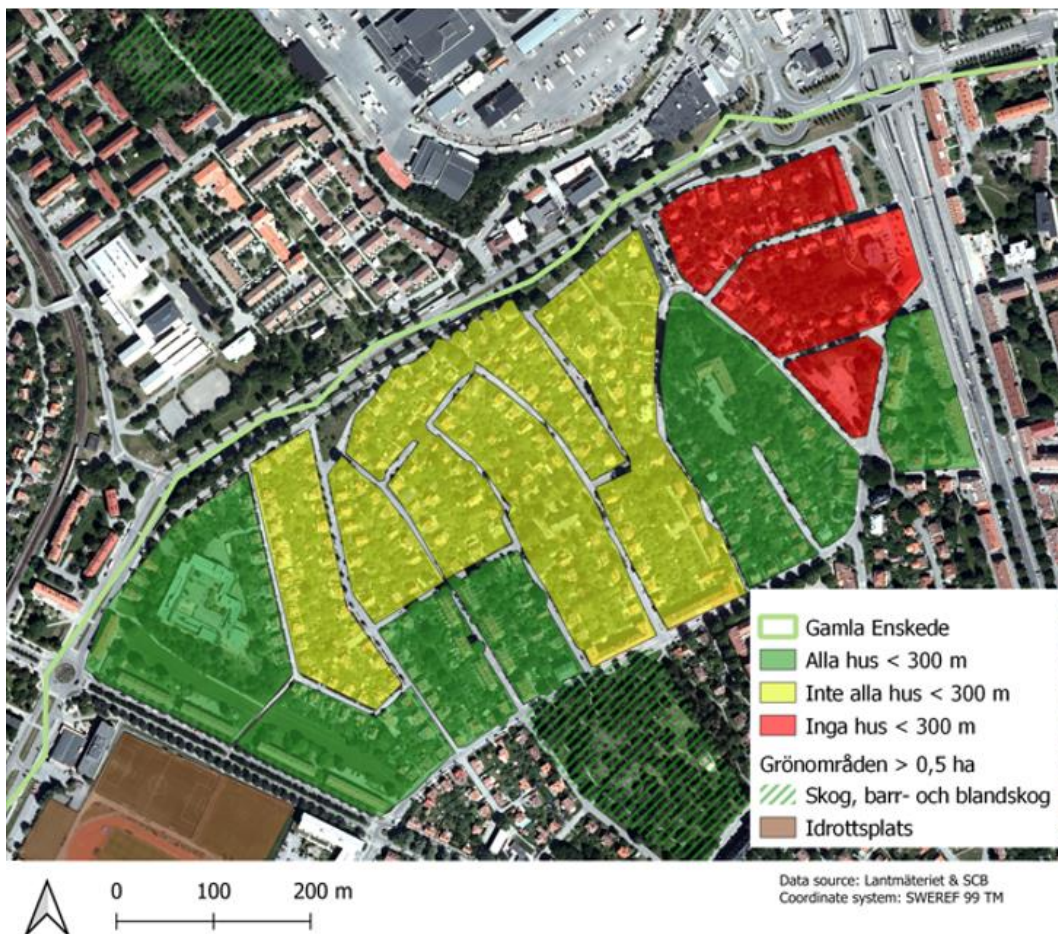 Gamla Enskede
Alla hus < 300 m
Inte alla hus < 300 m
Inga hus < 300 m
Grönområden > 0,5 ha
Skog, barr- och blandskog
Idrottsplats
0 100 200 m
Data source: Lantmäteriet & SCB
Coordinate system: SWEREF 99 TM